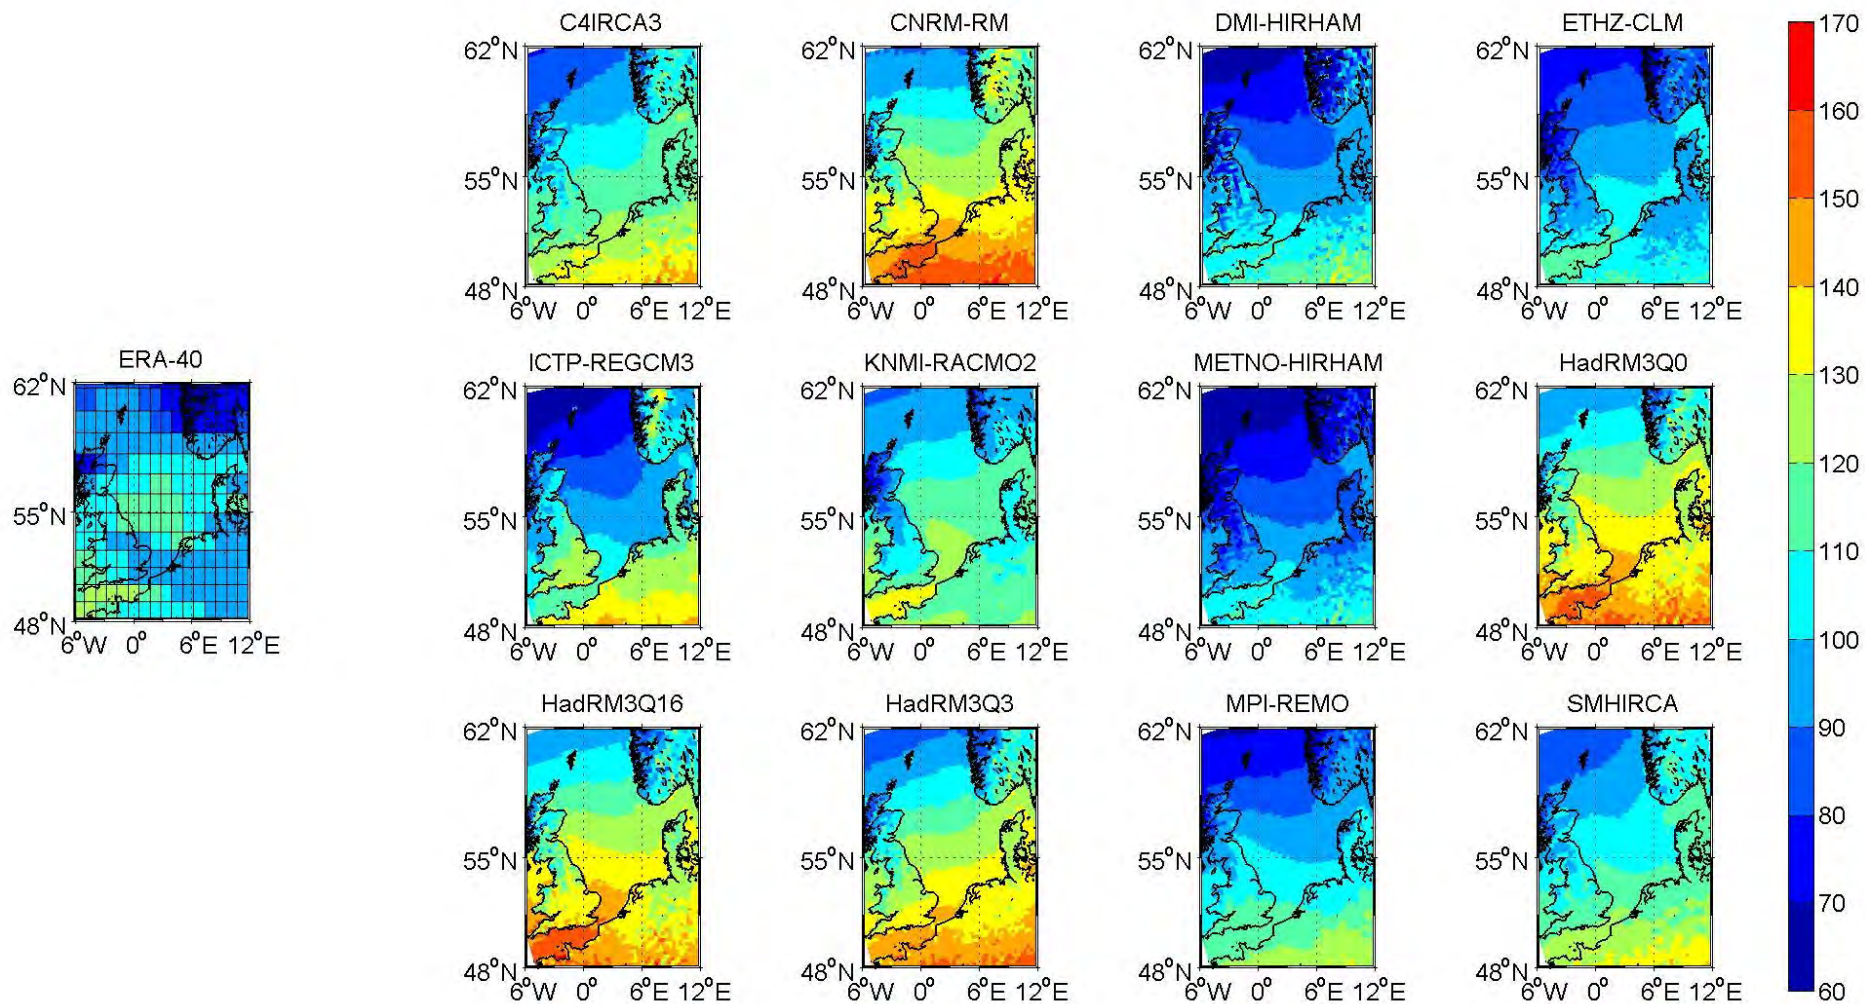 C4IRCA3 CNRM-RM DMI-HIRHAM ETHZ-CLM
62°N 62°N 62°N 62°N 170
160
150
55°N 55°N 55°N 55°N
140
48°N 48°N 48°N 48°N
6°W 0° 6°E 12°E 6°W 0° 6°E 12°E 6°W 0° 6°E 12°E 6°W 0° 6°E 12°E
130
ERA-40 ICTP-REGCM3 KNMI-RACMO2 METNO-HIRHAM HadRM3Q0
62°N 62°N 62°N 62°N 62°N
120
55°N 55°N 55°N 55°N 55°N
110
48°N 48°N 48°N 48°N 48°N
100
6°W 0° 6°E 12°E 6°W 0° 6°E 12°E 6°W 0° 6°E 12°E 6°W 0° 6°E 12°E 6°W 0° 6°E 12°E
HadRM3Q16 HadRM3Q3 MPI-REMO SMHIRCA
62°N 62°N 62°N 62°N
90
80
55°N 55°N 55°N 55°N
70
48°N 48°N 48°N 48°N
6°W 0° 6°E 12°E 6°W 0° 6°E 12°E 6°W 0° 6°E 12°E 6°W 0° 6°E 12°E 60